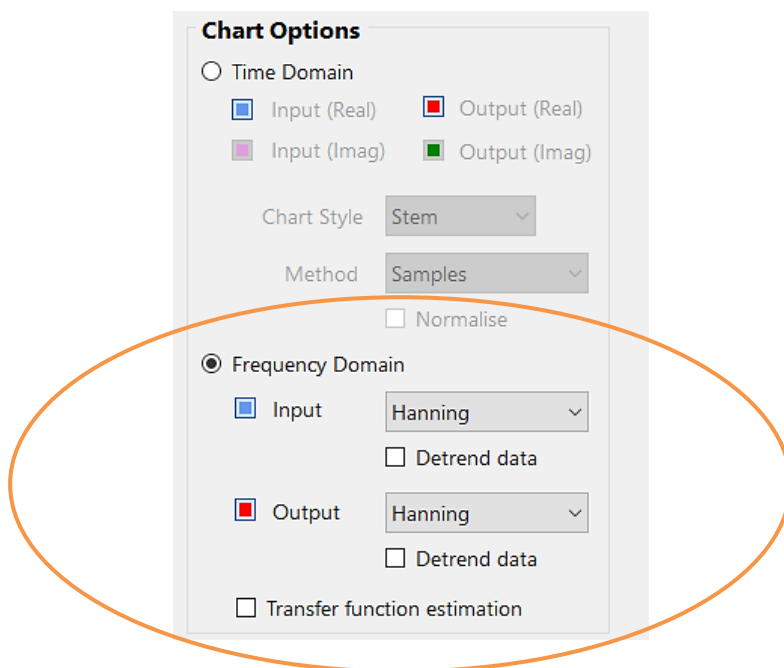 Chart Options
Time Domain
Input (Real) Output (Real)
Input (Imag) Output (Imag)
Chart Style Stem
Method Samples
Normalise
Frequency Domain
Input Hanning
Detrend data
Output Hanning
Detrend data
Transfer function estimation